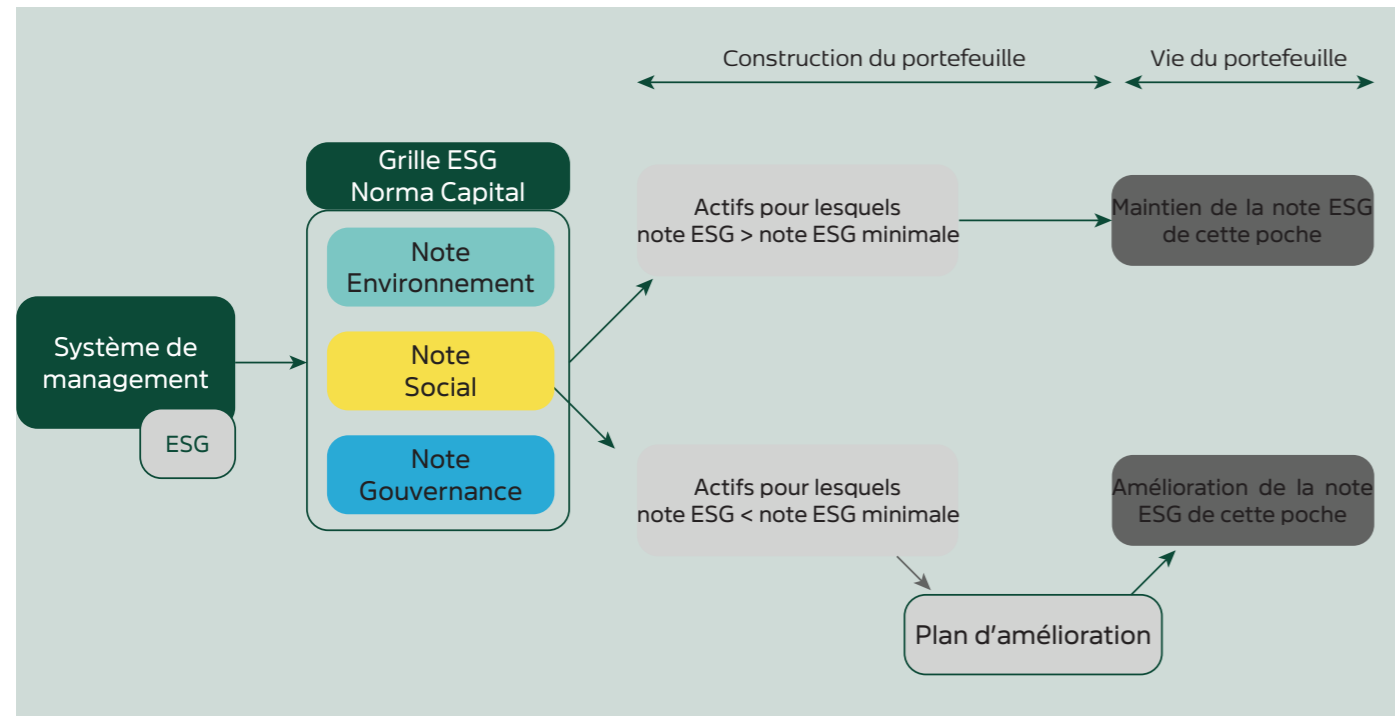 Construction du portefeuille
Vie du portefeuille
Grille ESG
Norma Capital
Note
Environnement
Note
Social
Note
Gouvernance
Système de
management
ESG
Actifs pour lesquels
note ESG > note ESG minimale
Maintien de la note ESG
de cette poche
Actifs pour lesquels
note ESG < note ESG minimale
Amélioration de la note
ESG de cette poche
Plan d’amélioration